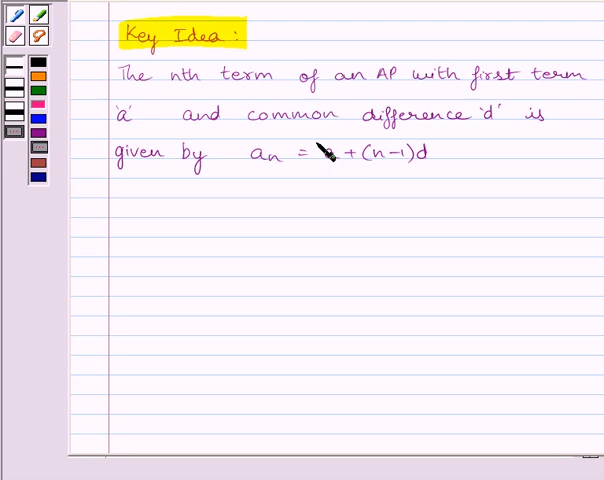 Key Idea :
The nth term of an AP with first term
'a' and common difference 'd' is
given by an = a + (n-1)d